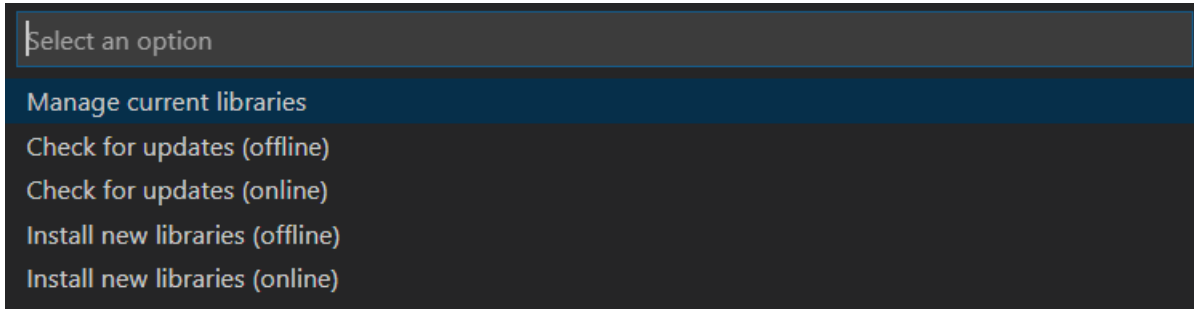 Select an option
Manage current libraries
Check for updates (offline)
Check for updates (online)
Install new libraries (offline)
Install new libraries (online)